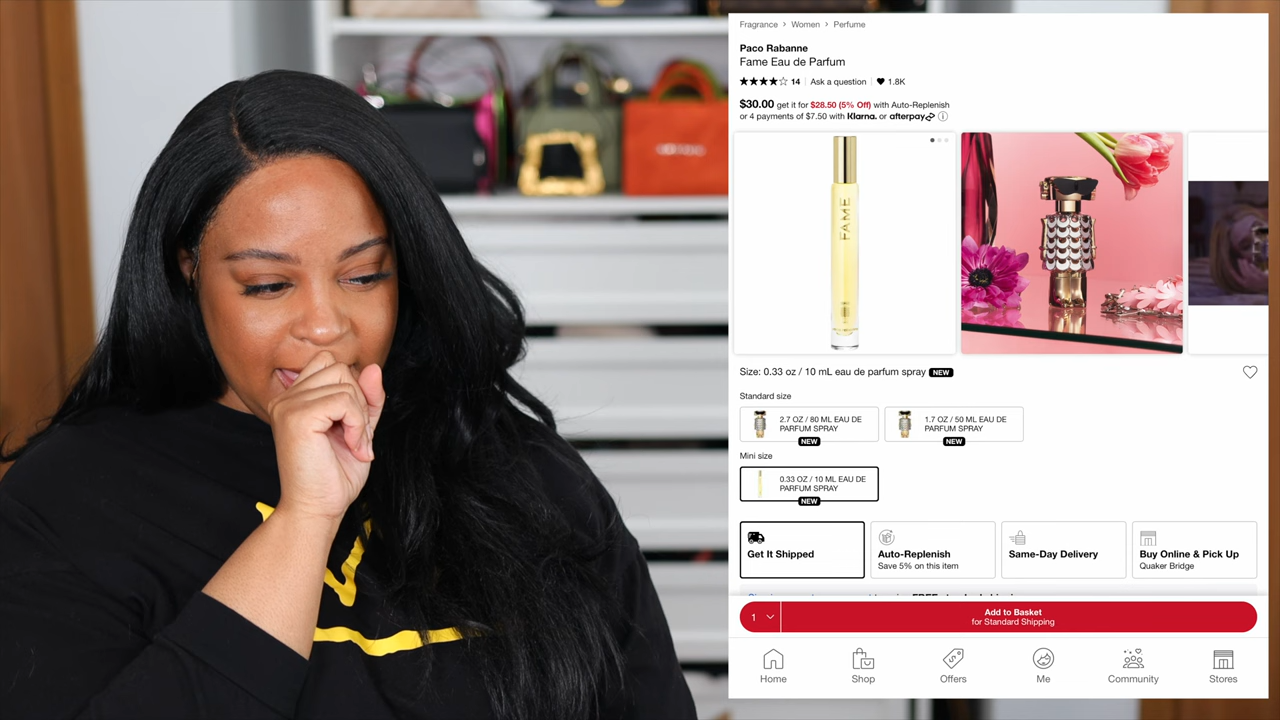 Fragrance > Women > Perfume
Paco Rabanne
Fame Eau de Parfum
14 | Ask a question | 1.8K
$30.00 get it for $28.50 (5% Off) with Auto-Replenish
or 4 payments of $7.50 with Klarna. or afterpay
FAME
Size: 0.33 oz / 10 mL eau de parfum spray NEW
Standard size
2.7 OZ / 80 ML EAU DE
PARFUM SPRAY
NEW
1.7 OZ / 50 ML EAU DE
PARFUM SPRAY
NEW
Mini size
0.33 OZ / 10 ML EAU DE
PARFUM SPRAY
NEW
Get It Shipped
Auto-Replenish
Save 5% on this item
Same-Day Delivery
Buy Online & Pick Up
Quaker Bridge
1
Add to Basket
for Standard Shipping
Home
Shop
Offers
Me
Community
Stores